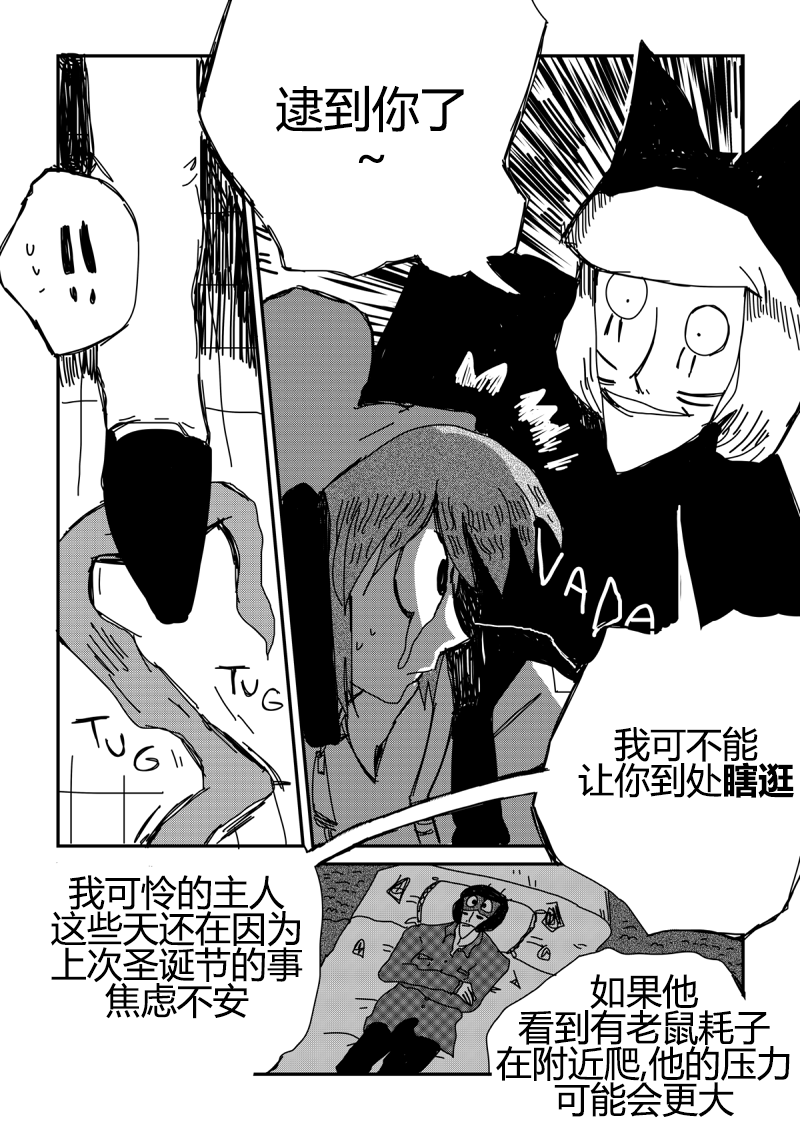 逮到你了
~
!!
TUG
TUG
VADA
我可不能
让你到处瞎逛
我可怜的主人
这些天还在因为
上次圣诞节的事
焦虑不安
如果他
看到有老鼠耗子
在附近爬,他的压力
可能会更大